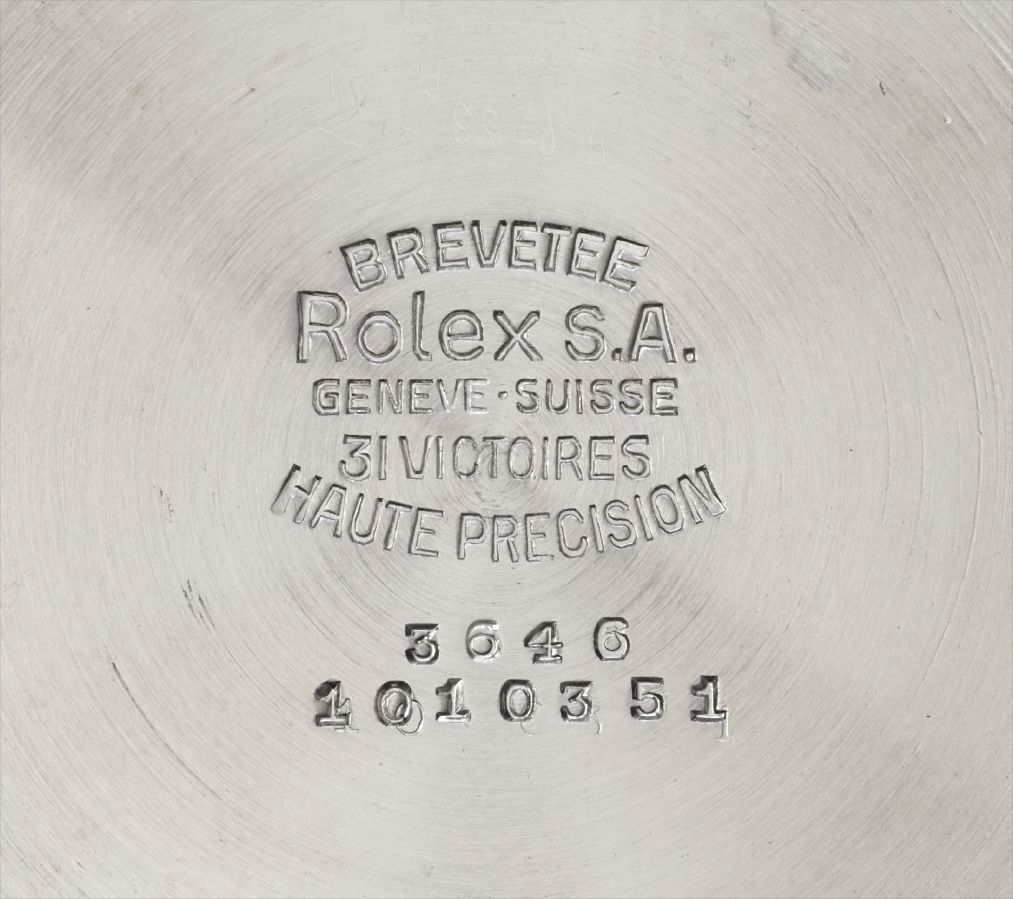 BREVETEE
Rolex S.A.
GENEVE·SUISSE
31 VICTOIRES
HAUTE PRECISION
3646
1010351